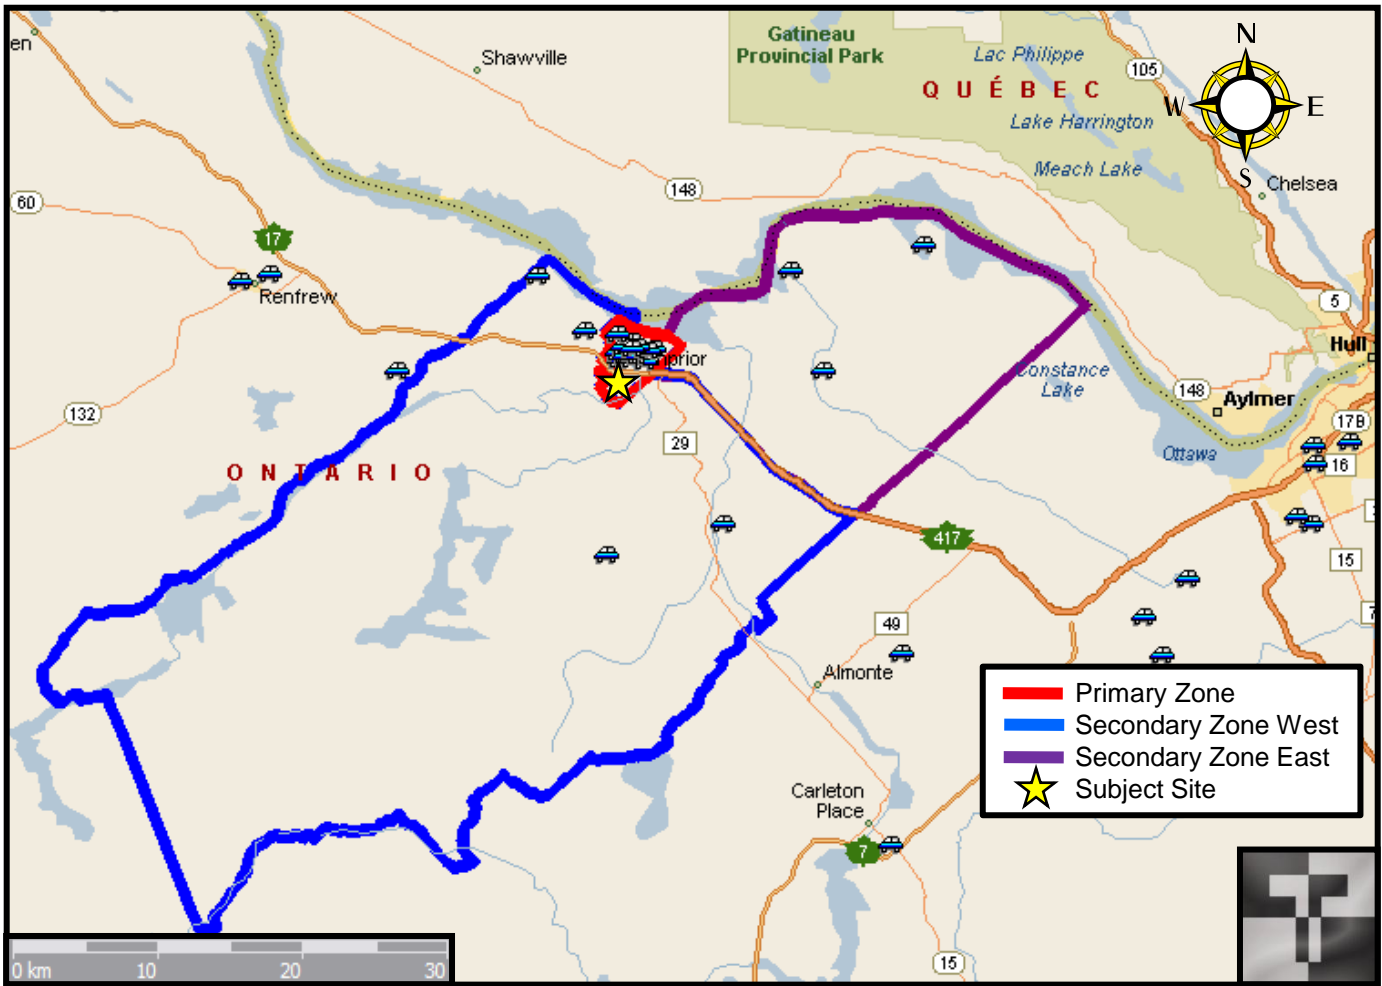 en
Shawville
Gatineau
Provincial Park
Lac Philippe
105
N
QUÉBEC
W
E
Lake Harrington
Meach Lake
S
Chelsea
148
60
17
Renfrew
5
Hull
nprior
Constance
Lake
148
Aylmer
132
17B
29
Ottawa
16
ONTARIO
417
15
49
7
Almonte
Primary Zone
Secondary Zone West
Secondary Zone East
Subject Site
Carleton
Place
7
15
0 km 10 20 30